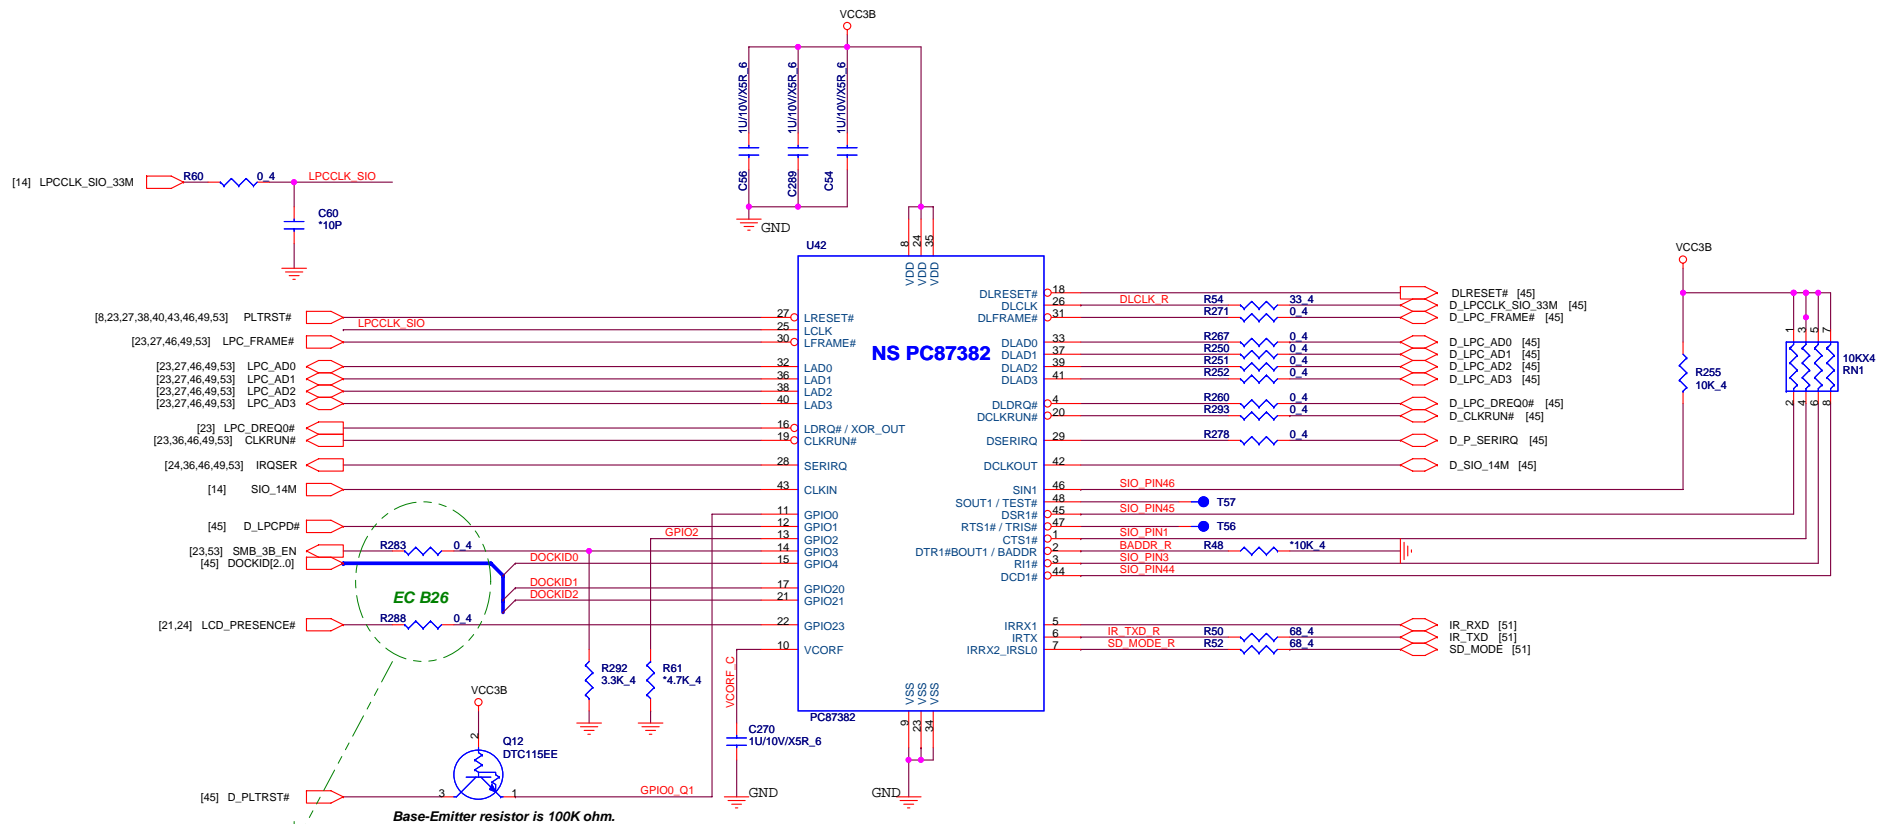 VCC3B
1U/10V/X5R_6
1U/10V/X5R_6
1U/10V/X5R_6
C56
C289
C54
GND
[14] LPCCLK_SIO_33M
R60
0_4
LPCCLK_SIO
C60
*10P
U42
8
24
35
VDD
VDD
VDD
NS PC87382
[8,23,27,38,40,43,46,49,53] PLTRST#
27
LRESET#
LPCCLK_SIO
25
LCLK
[23,27,46,49,53] LPC_FRAME#
30
LFRAME#
[23,27,46,49,53] LPC_AD0
32
LAD0
[23,27,46,49,53] LPC_AD1
36
LAD1
[23,27,46,49,53] LPC_AD2
38
LAD2
[23,27,46,49,53] LPC_AD3
40
LAD3
[23] LPC_DREQ0#
16
LDRQ# / XOR_OUT
[23,36,46,49,53] CLKRUN#
19
CLKRUN#
[24,36,46,49,53] IRQSER
28
SERIRQ
[14] SIO_14M
43
CLKIN
11
GPIO0
[45] D_LPCPD#
12
GPIO1
GPIO2
13
GPIO2
[23,53] SMB_3B_EN
R283
0_4
14
GPIO3
[45] DOCKID[2..0]
DOCKID0
15
GPIO4
DOCKID1
17
GPIO20
DOCKID2
21
GPIO21
EC B26
[21,24] LCD_PRESENCE#
R288
0_4
22
GPIO23
10
VCORF
VCORF_C
R292
3.3K_4
R61
*4.7K_4
C270
1U/10V/X5R_6
GND
VCC3B
2
Q12
DTC115EE
[45] D_PLTRST#
3
1
GPIO0_Q1
Base-Emitter resistor is 100K ohm.
VSS
VSS
VSS
9
23
34
PC87382
GND
DLRESET#
18
DLRESET# [45]
DLCLK
26
DLCLK_R
R54
33_4
D_LPCCLK_SIO_33M [45]
DLFRAME#
31
R271
0_4
D_LPC_FRAME# [45]
DLAD0
33
R267
0_4
D_LPC_AD0 [45]
DLAD1
37
R250
0_4
D_LPC_AD1 [45]
DLAD2
39
R251
0_4
D_LPC_AD2 [45]
DLAD3
41
R252
0_4
D_LPC_AD3 [45]
DLDRQ#
4
R260
0_4
D_LPC_DREQ0# [45]
DCLKRUN#
20
R293
0_4
D_CLKRUN# [45]
DSERIRQ
29
R278
0_4
D_P_SERIRQ [45]
DCLKOUT
42
D_SIO_14M [45]
SIN1
46
SIO_PIN46
SOUT1 / TEST#
48
T57
DSR1#
45
SIO_PIN45
RTS1# / TRIS#
47
T56
CTS1#
1
SIO_PIN1
DTR1#BOUT1 / BADDR
2
BADDR_R
R48
*10K_4
RI1#
3
SIO_PIN3
DCD1#
44
SIO_PIN44
IRRX1
5
IR_RXD [51]
IRTX
6
IR_TXD_R
R50
68_4
IR_TXD [51]
IRRX2_IRSL0
7
SD_MODE_R
R52
68_4
SD_MODE [51]
VCC3B
R255
10K_4
1
3
5
7
10KX4
RN1
2
4
6
8